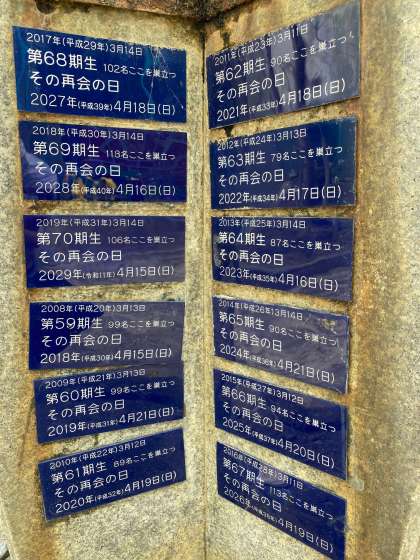 2017年(平成29年)3月14日
第68期生 102名ここを巣立つ
その再会の日
2027年(平成39年)4月18日(日)
2018年(平成30年)3月14日
第69期生 118名ここを巣立つ
その再会の日
2028年(平成40年)4月16日(日)
2019年(平成31年)3月14日
第70期生 106名ここを巣立つ
その再会の日
2029年(令和11年)4月15日(日)
2008年(平成20年)3月13日
第59期生 99名ここを巣立つ
その再会の日
2018年(平成30年)4月15日(日)
2009年(平成21年)3月13日
第60期生 99名ここを巣立つ
その再会の日
2019年(平成31年)4月21日(日)
2010年(平成22年)3月12日
第61期生 89名ここを巣立つ
その再会の日
2020年(平成32年)4月19日(日)
2011年(平成23年)3月11日
第62期生 90名ここを巣立つ
その再会の日
2021年(平成33年)4月18日(日)
2012年(平成24年)3月13日
第63期生 79名ここを巣立つ
その再会の日
2022年(平成34年)4月17日(日)
2013年(平成25年)3月14日
第64期生 87名ここを巣立つ
その再会の日
2023年(平成35年)4月16日(日)
2014年(平成26年)3月14日
第65期生 90名ここを巣立つ
その再会の日
2024年(平成36年)4月21日(日)
2015年(平成27年)3月12日
第66期生 94名ここを巣立つ
その再会の日
2025年(平成37年)4月20日(日)
2016年(平成28年)3月11日
第67期生 113名ここを巣立つ
その再会の日
2026年(平成38年)4月19日(日)